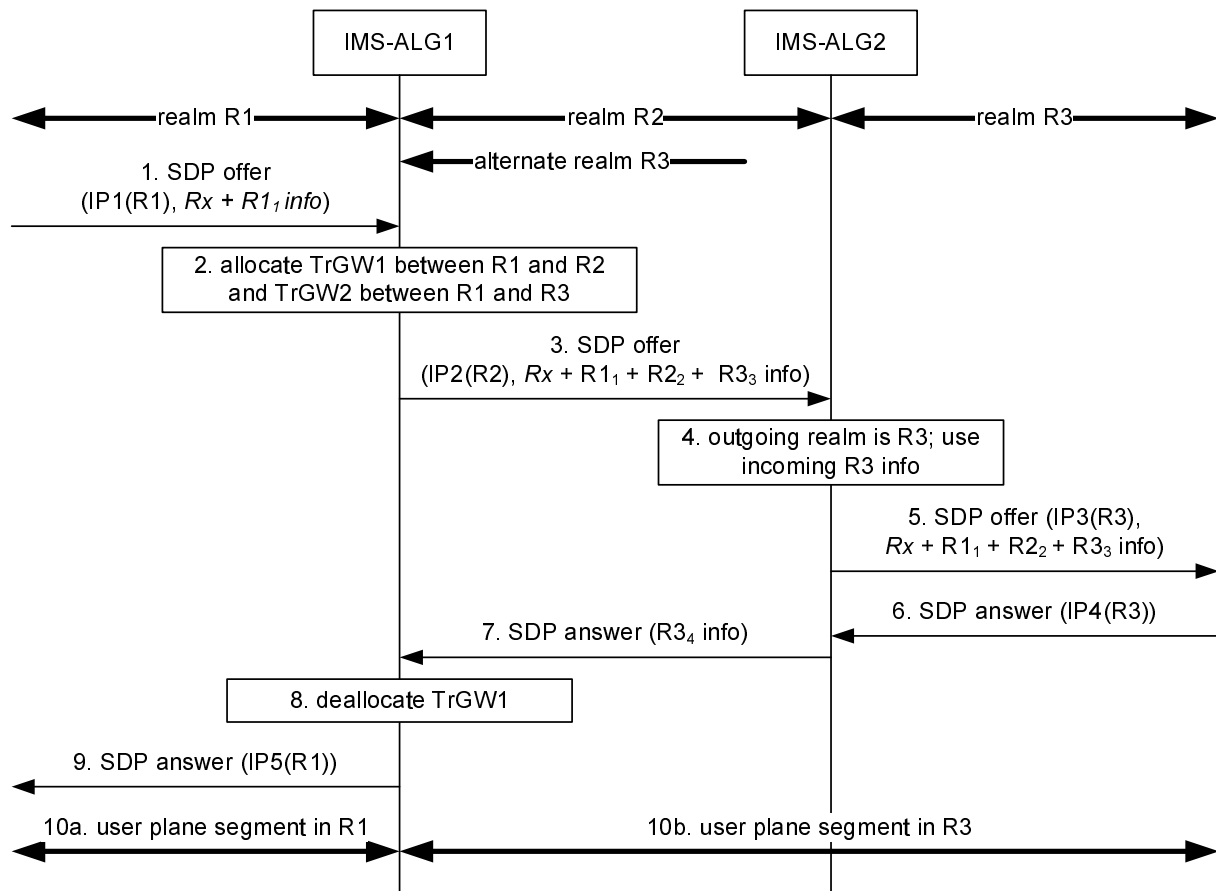 IMS-ALG1
IMS-ALG2
realm R1
realm R2
realm R3
alternate realm R3
1. SDP offer
(IP1(R1), Rx + R1₁ info)
2. allocate TrGW1 between R1 and R2
and TrGW2 between R1 and R3
3. SDP offer
(IP2(R2), Rx + R1₁ + R2₂ + R3₃ info)
4. outgoing realm is R3; use
incoming R3 info
5. SDP offer (IP3(R3),
Rx + R1₁ + R2₂ + R3₃ info)
6. SDP answer (IP4(R3))
7. SDP answer (R3₄ info)
8. deallocate TrGW1
9. SDP answer (IP5(R1))
10a. user plane segment in R1
10b. user plane segment in R3